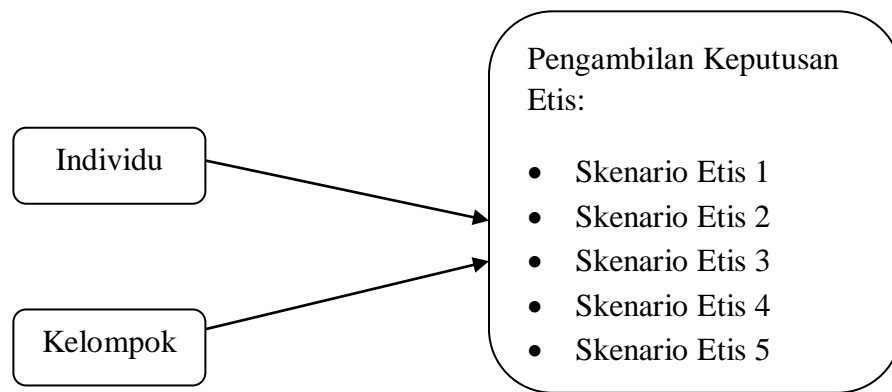 Individu
Kelompok
Pengambilan Keputusan
Etis:
• Skenario Etis 1
• Skenario Etis 2
• Skenario Etis 3
• Skenario Etis 4
• Skenario Etis 5